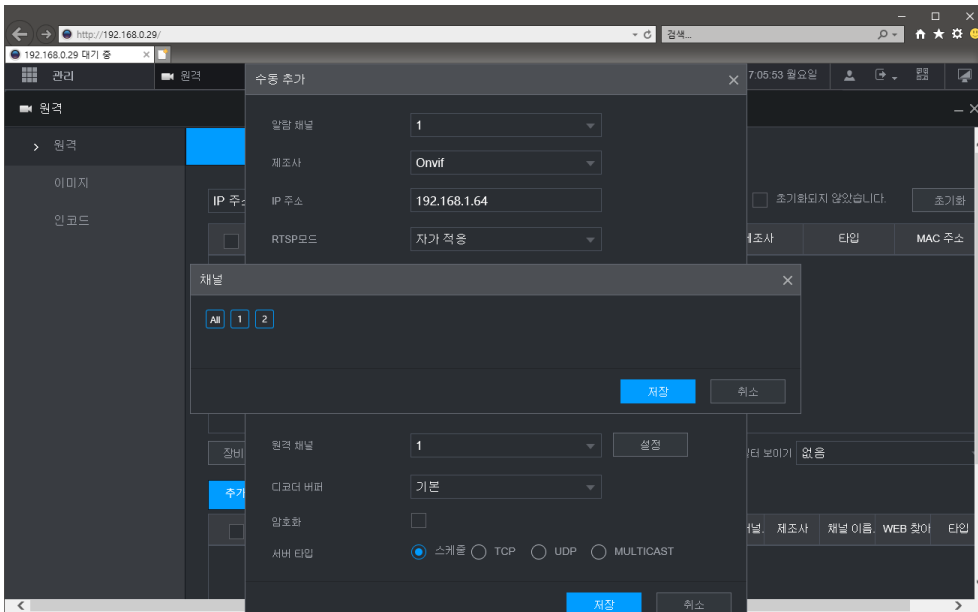 http://192.168.0.29/
검색...
192.168.0.29 대기 중
관리
원격
7:05:53 월요일
수동 추가
원격
알람 채널
1
원격
제조사
Onvif
이미지
IP 주소
192.168.1.64
초기화되지 않았습니다.
초기화
인코드
RTSP모드
자가 적응
타입
MAC 주소
채널
All 1 2
저장
취소
원격 채널
1
설정
보이기
없음
디코더 버퍼
기본
암호화
제조사
채널 이름.
WEB 찾아
타입
서버 타입
스케줄
TCP
UDP
MULTICAST
저장
취소